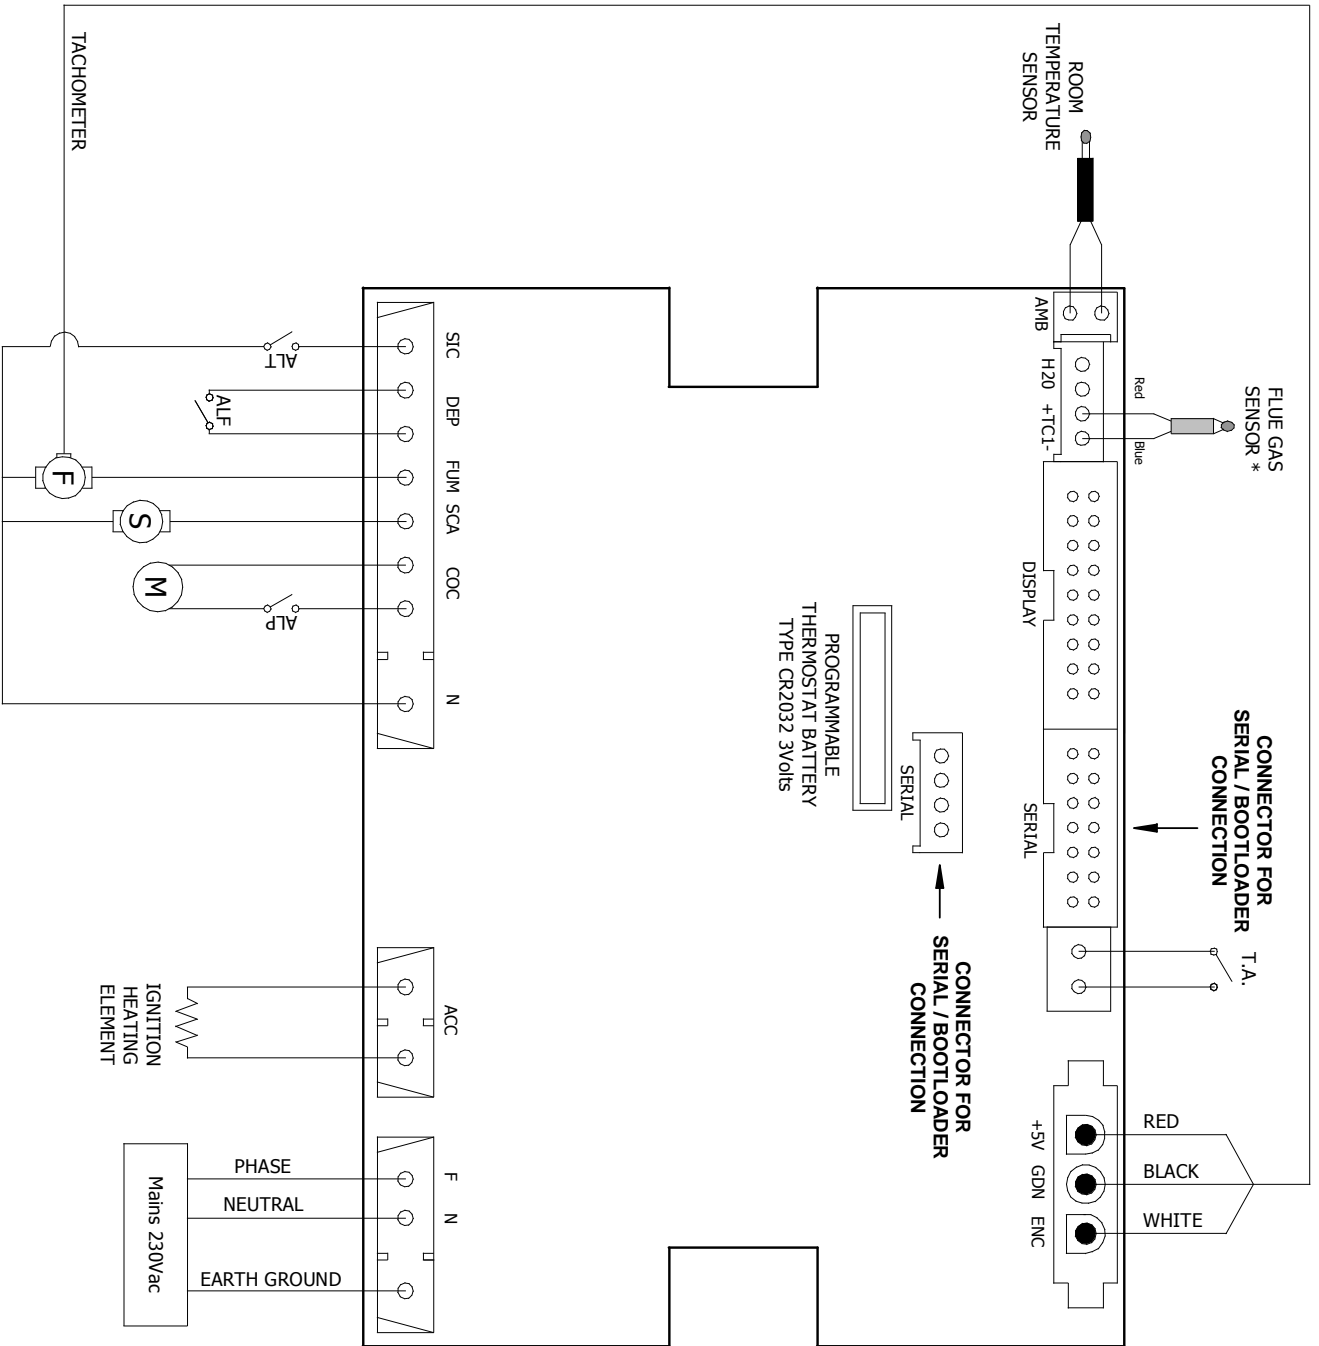 TACHOMETER
ROOM
TEMPERATURE
SENSOR
FLUE GAS
SENSOR *
Red
Blue
AMB
H20
+TC1-
DISPLAY
SERIAL
CONNECTOR FOR
SERIAL / BOOTLOADER
CONNECTION
T.A.
+5V
GDN
ENC
RED
BLACK
WHITE
PROGRAMMABLE
THERMOSTAT BATTERY
TYPE CR2032 3Volts
SERIAL
CONNECTOR FOR
SERIAL / BOOTLOADER
CONNECTION
SIC
DEP
FUM
SCA
COC
N
ALT
ALF
F
S
M
ALP
ACC
IGNITION
HEATING
ELEMENT
F
N
PHASE
NEUTRAL
EARTH GROUND
Mains 230Vac